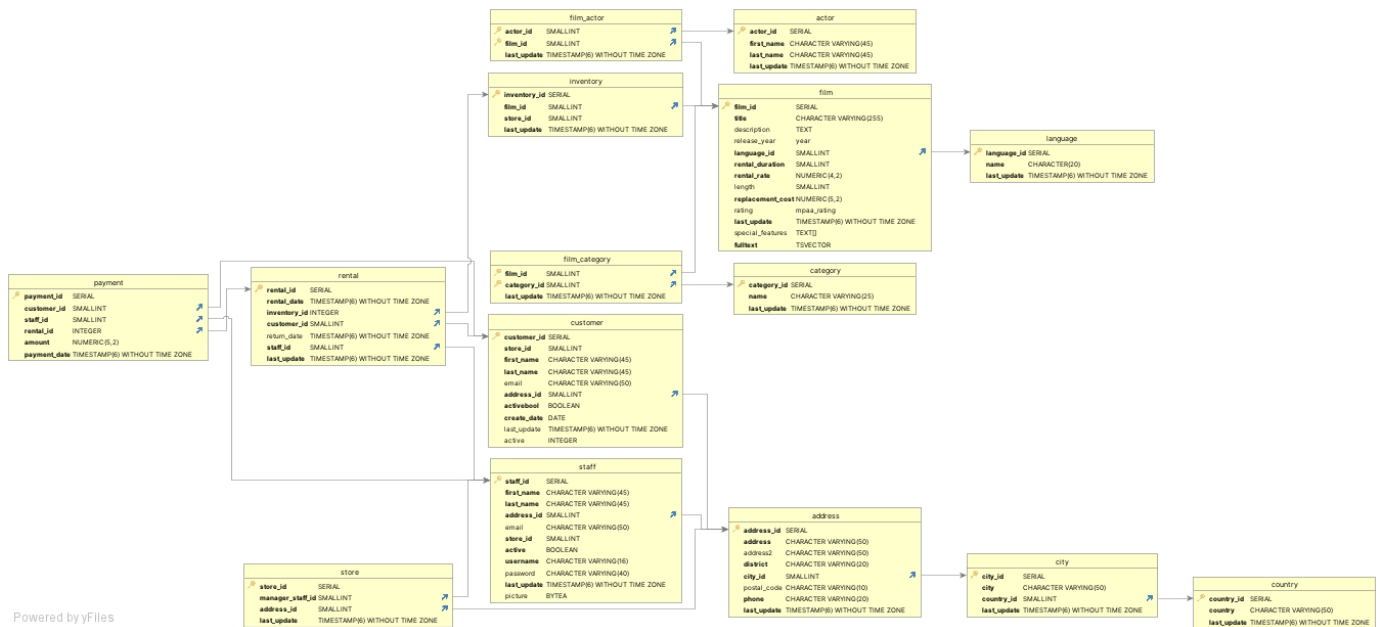 film_actor
actor_id SMALLINT
film_id SMALLINT
last_update TIMESTAMP(6) WITHOUT TIME ZONE
actor
actor_id SERIAL
first_name CHARACTER VARYING(45)
last_name CHARACTER VARYING(45)
last_update TIMESTAMP(6) WITHOUT TIME ZONE
inventory
inventory_id SERIAL
film_id SMALLINT
store_id SMALLINT
last_update TIMESTAMP(6) WITHOUT TIME ZONE
film
film_id SERIAL
title CHARACTER VARYING(255)
description TEXT
release_year year
language_id SMALLINT
rental_duration SMALLINT
rental_rate NUMERIC(4,2)
length SMALLINT
replacement_cost NUMERIC(5,2)
rating mpaa_rating
last_update TIMESTAMP(6) WITHOUT TIME ZONE
special_features TEXT[]
fulltext TSVECTOR
language
language_id SERIAL
name CHARACTER(20)
last_update TIMESTAMP(6) WITHOUT TIME ZONE
film_category
film_id SMALLINT
category_id SMALLINT
last_update TIMESTAMP(6) WITHOUT TIME ZONE
category
category_id SERIAL
name CHARACTER VARYING(25)
last_update TIMESTAMP(6) WITHOUT TIME ZONE
payment
payment_id SERIAL
customer_id SMALLINT
staff_id SMALLINT
rental_id INTEGER
amount NUMERIC(5,2)
payment_date TIMESTAMP(6) WITHOUT TIME ZONE
rental
rental_id SERIAL
rental_date TIMESTAMP(6) WITHOUT TIME ZONE
inventory_id INTEGER
customer_id SMALLINT
return_date TIMESTAMP(6) WITHOUT TIME ZONE
staff_id SMALLINT
last_update TIMESTAMP(6) WITHOUT TIME ZONE
customer
customer_id SERIAL
store_id SMALLINT
first_name CHARACTER VARYING(45)
last_name CHARACTER VARYING(45)
email CHARACTER VARYING(50)
address_id SMALLINT
activebool BOOLEAN
create_date DATE
last_update TIMESTAMP(6) WITHOUT TIME ZONE
active INTEGER
staff
staff_id SERIAL
first_name CHARACTER VARYING(45)
last_name CHARACTER VARYING(45)
address_id SMALLINT
email CHARACTER VARYING(50)
store_id SMALLINT
active BOOLEAN
username CHARACTER VARYING(16)
password CHARACTER VARYING(40)
last_update TIMESTAMP(6) WITHOUT TIME ZONE
picture BYTEA
address
address_id SERIAL
address CHARACTER VARYING(50)
address2 CHARACTER VARYING(50)
district CHARACTER VARYING(20)
city_id SMALLINT
postal_code CHARACTER VARYING(10)
phone CHARACTER VARYING(20)
last_update TIMESTAMP(6) WITHOUT TIME ZONE
store
store_id SERIAL
manager_staff_id SMALLINT
address_id SMALLINT
last_update TIMESTAMP(6) WITHOUT TIME ZONE
city
city_id SERIAL
city CHARACTER VARYING(50)
country_id SMALLINT
last_update TIMESTAMP(6) WITHOUT TIME ZONE
country
country_id SERIAL
country CHARACTER VARYING(50)
last_update TIMESTAMP(6) WITHOUT TIME ZONE
Powered by yFiles